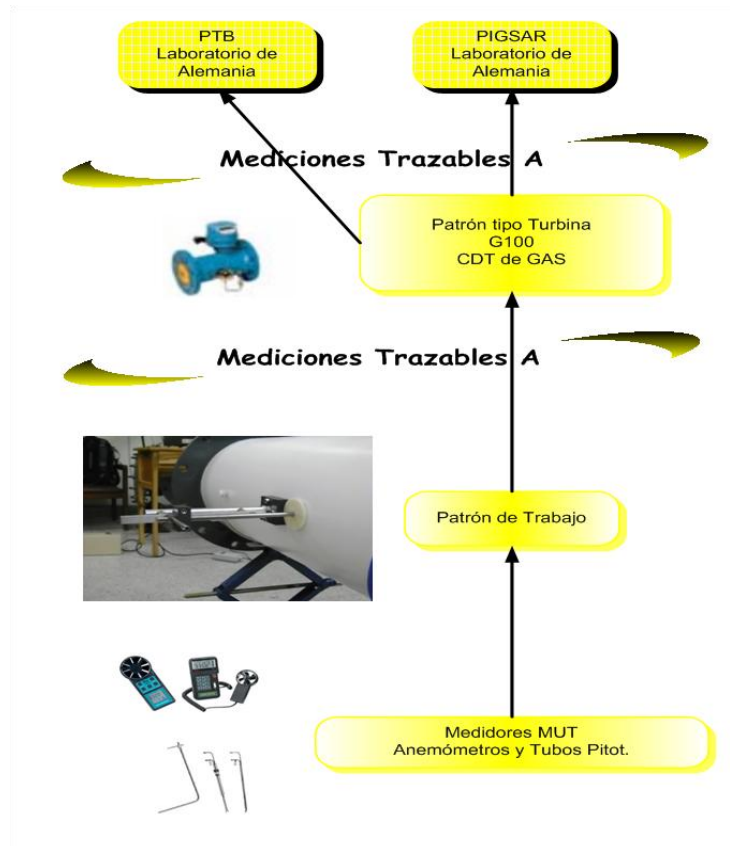 PTB
Laboratorio de
Alemania
PIGSAR
Laboratorio de
Alemania
Mediciones Trazables A
Patrón tipo Turbina
G100
CDT de GAS
Mediciones Trazables A
Patrón de Trabajo
Medidores MUT
Anemómetros y Tubos Pitot.